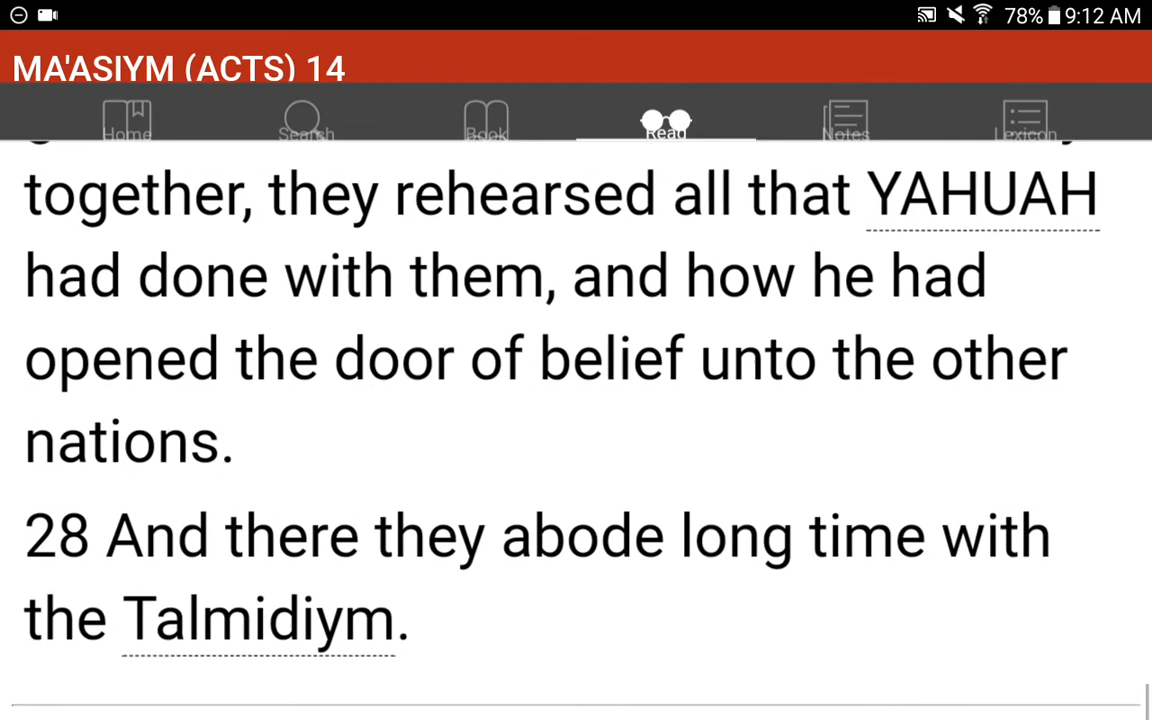 78% 9:12 AM
MA'ASIYM (ACTS) 14
Home Search Book Read Notes Lexicon
together, they rehearsed all that YAHUAH
had done with them, and how he had
opened the door of belief unto the other
nations.
28 And there they abode long time with
the Talmidiym.